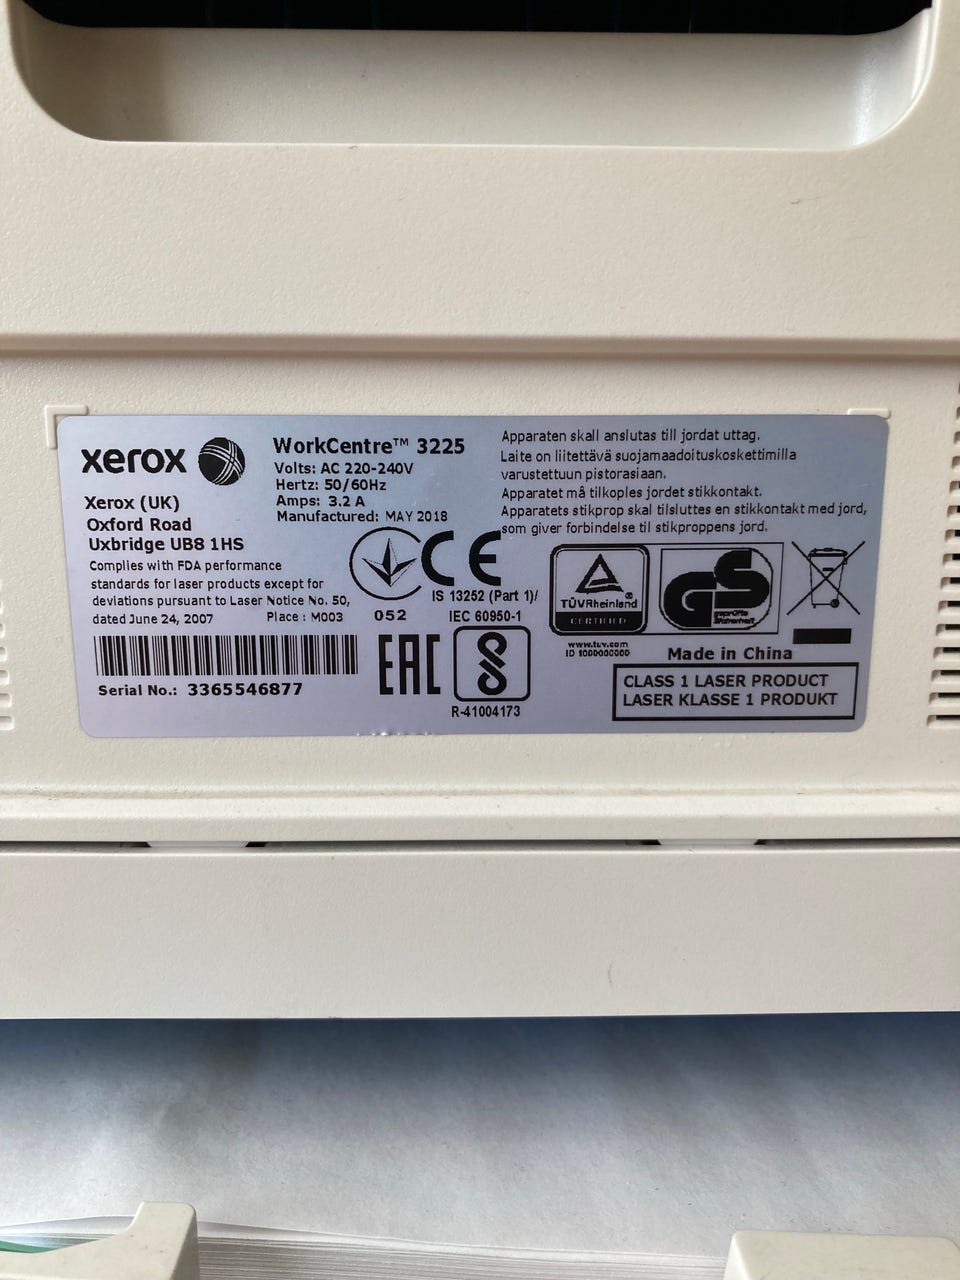 xerox
Xerox (UK)
Oxford Road
Uxbridge UB8 1HS
Complies with FDA performance
standards for laser products except for
deviations pursuant to Laser Notice No. 50,
dated June 24, 2007 Place : M003
Serial No.: 3365546877
WorkCentre™ 3225
Volts: AC 220-240V
Hertz: 50/60Hz
Amps: 3.2 A
Manufactured: MAY 2018
CE
052
IS 13252 (Part 1)/
IEC 60950-1
EAC
R-41004173
Apparaten skall anslutas till jordat uttag.
Laite on liitettävä suojamaadoituskoskettimilla
varustettuun pistorasiaan.
Apparatet må tilkoples jordet stikkontakt.
Apparatets stikprop skal tilsluttes en stikkontakt med jord,
som giver forbindelse til stikproppens jord.
TÜVRheinland®
CERTIFIED
www.tuv.com
ID 1000000000
GS
geprüfte
Sicherheit
Made in China
CLASS 1 LASER PRODUCT
LASER KLASSE 1 PRODUKT